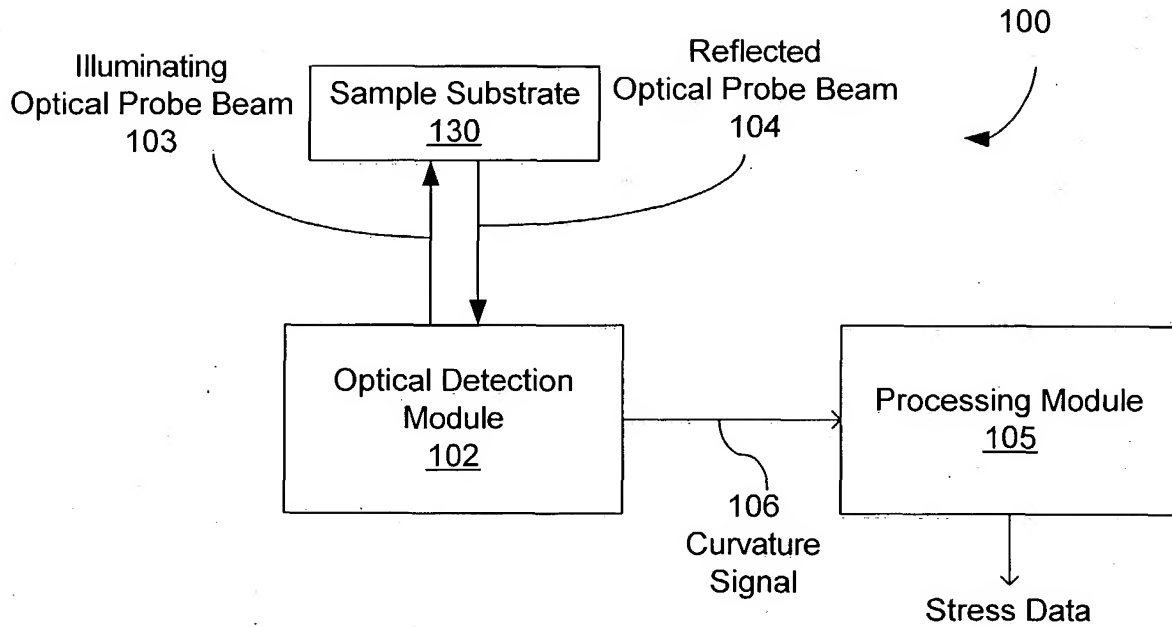 100
Illuminating
Optical Probe Beam
103
Sample Substrate
130
Reflected
Optical Probe Beam
104
Optical Detection
Module
102
Processing Module
105
106
Curvature
Signal
Stress Data